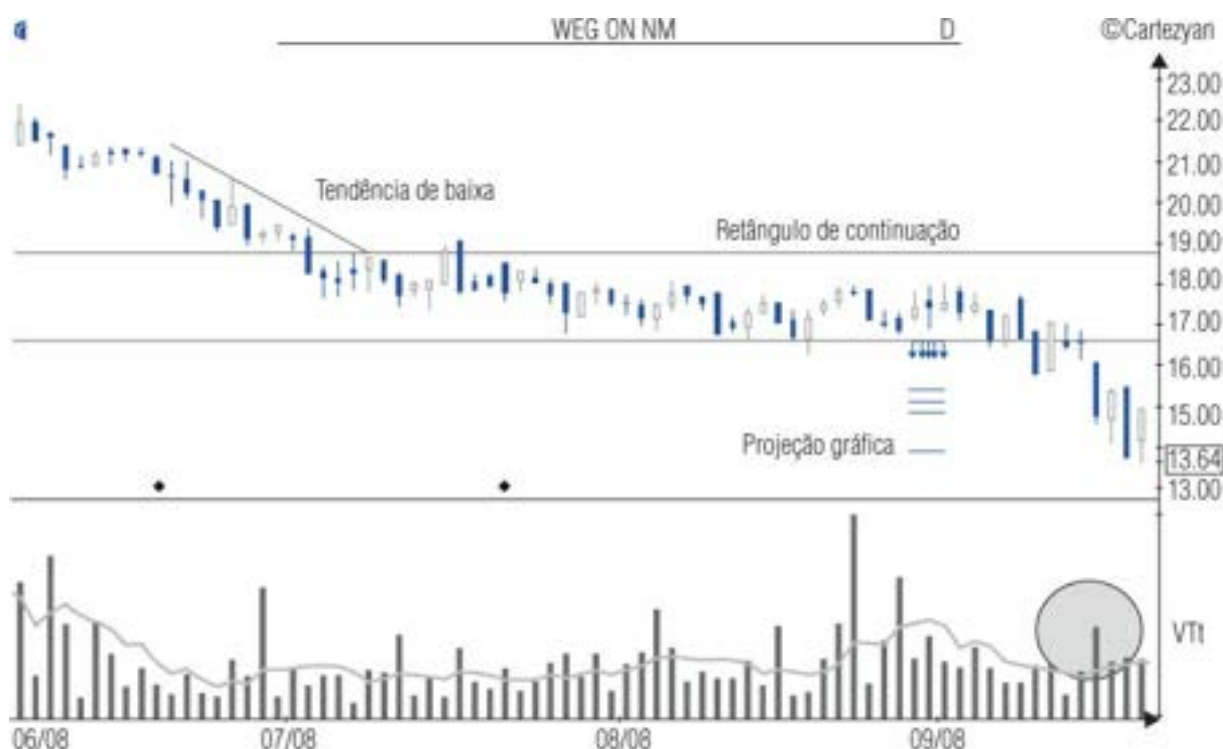 WEG ON NM D ©Cartezyan
23.00
22.00
21.00
Tendência de baixa
20.00
Retângulo de continuação
19.00
18.00
17.00
16.00
15.00
Projeção gráfica
13.64
13.00
VTt
06/08 07/08 08/08 09/08